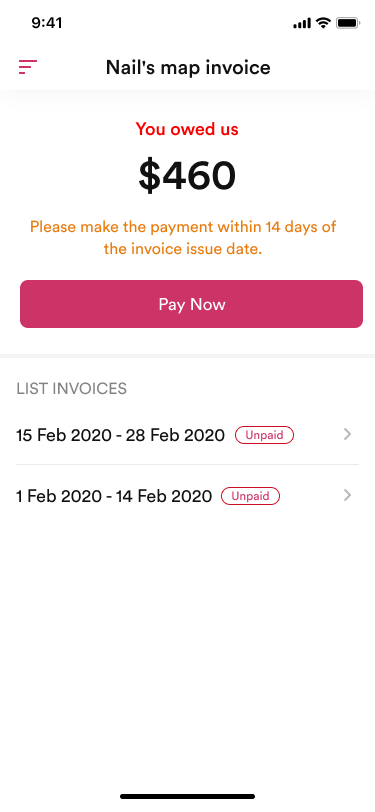 9:41
Nail's map invoice
You owed us
$460
Please make the payment within 14 days of
the invoice issue date.
Pay Now
LIST INVOICES
15 Feb 2020 - 28 Feb 2020 Unpaid
1 Feb 2020 - 14 Feb 2020 Unpaid